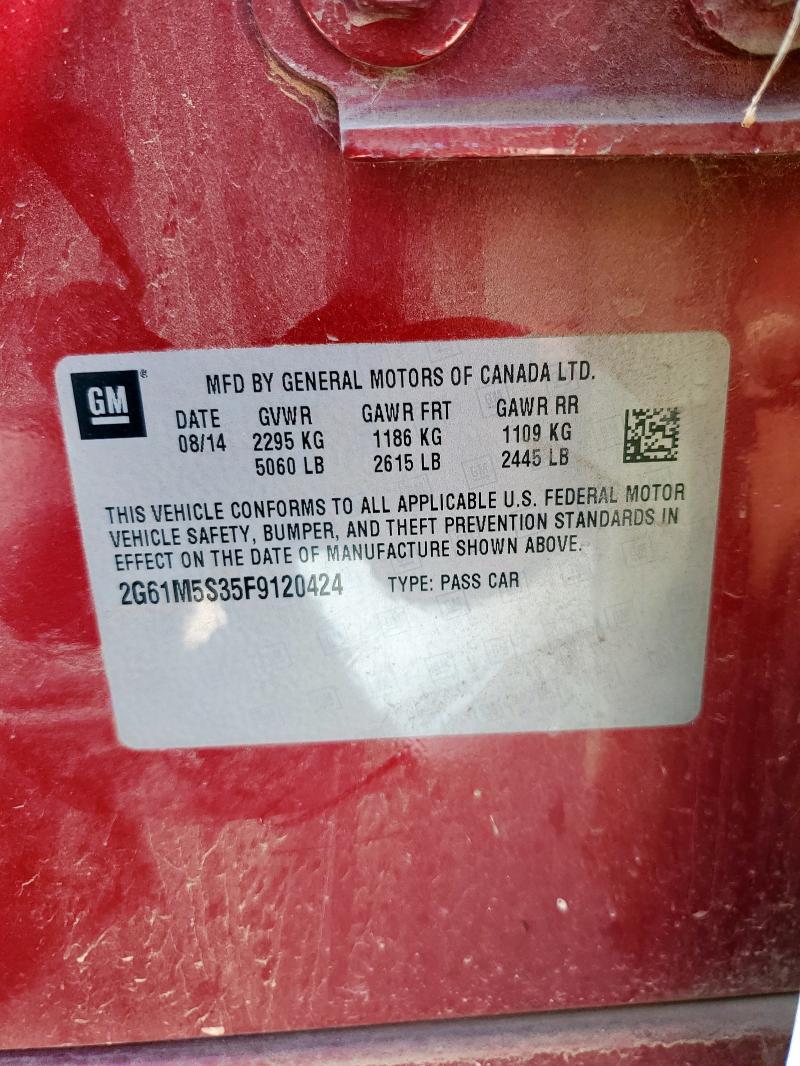 GM
MFD BY GENERAL MOTORS OF CANADA LTD.
DATE GVWR GAWR FRT GAWR RR
08/14 2295 KG 1186 KG 1109 KG
5060 LB 2615 LB 2445 LB
THIS VEHICLE CONFORMS TO ALL APPLICABLE U.S. FEDERAL MOTOR
VEHICLE SAFETY, BUMPER, AND THEFT PREVENTION STANDARDS IN
EFFECT ON THE DATE OF MANUFACTURE SHOWN ABOVE.
2G61M5S35F9120424 TYPE: PASS CAR